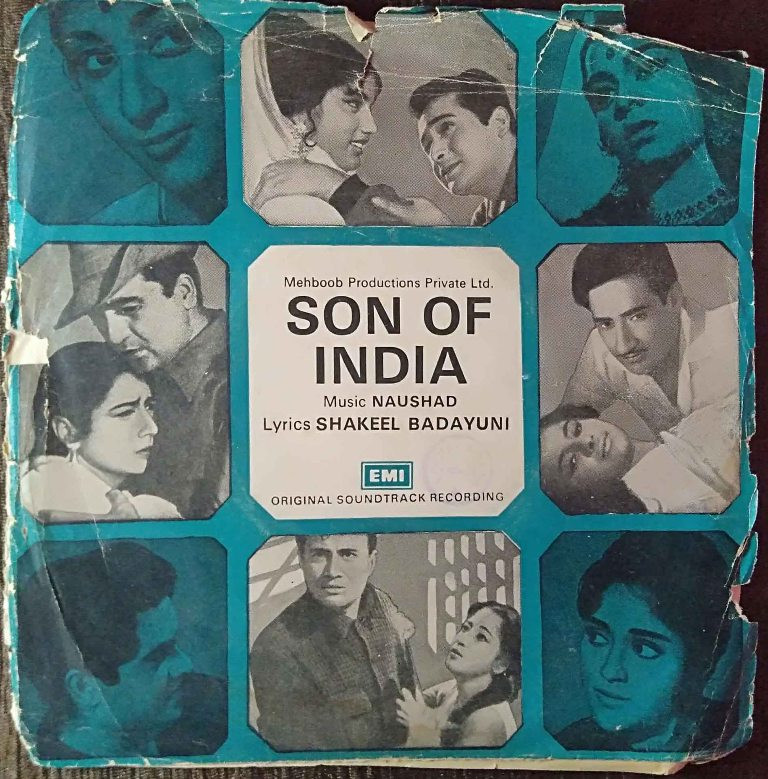 Mehboob Productions Private Ltd.
SON OF
INDIA
Music NAUSHAD
Lyrics SHAKEEL BADAYUNI
EMI
ORIGINAL SOUNDTRACK RECORDING